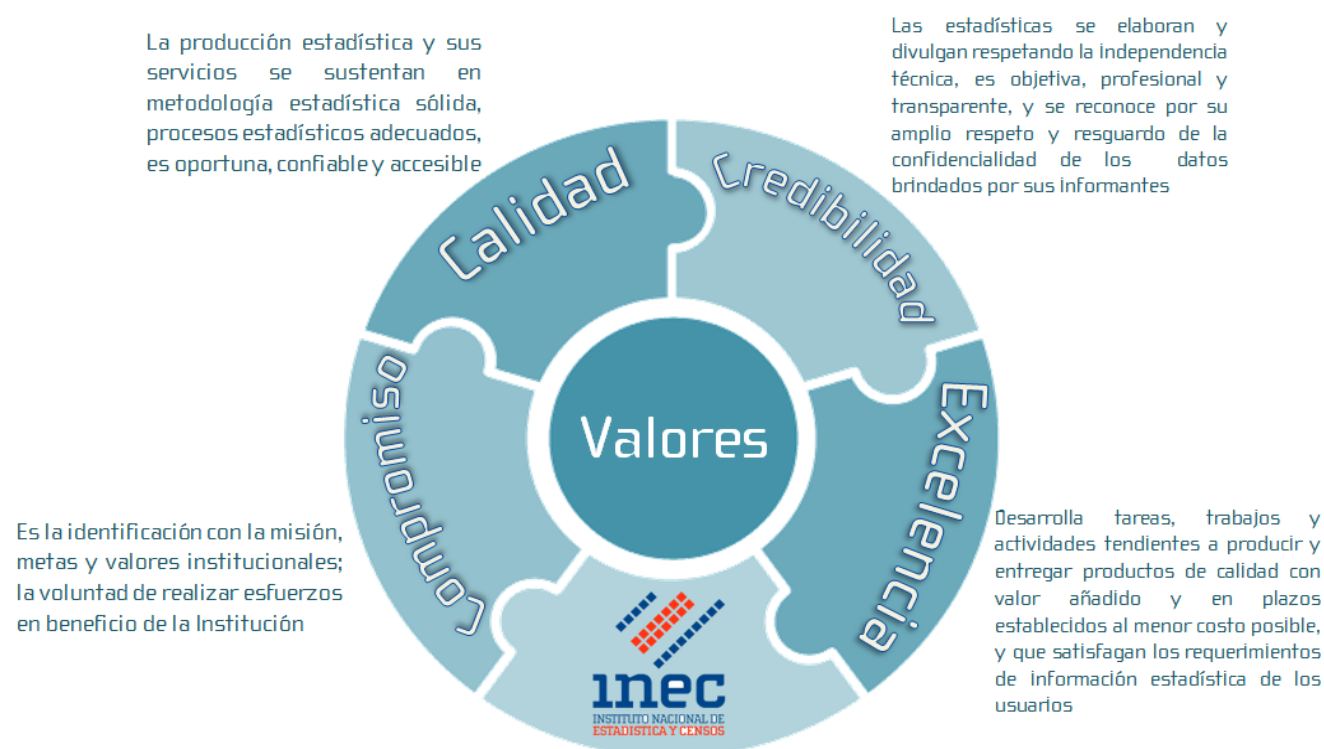 La producción estadística y sus
servicios se sustentan en
metodología estadística sólida,
procesos estadísticos adecuados,
es oportuna, confiable y accesible
Las estadísticas se elaboran y
divulgan respetando la independencia
técnica, es objetiva, profesional y
transparente, y se reconoce por su
amplio respeto y resguardo de la
confidencialidad de los datos
brindados por sus informantes
Calidad
Credibilidad
Compromiso
Valores
Excelencia
Es la identificación con la misión,
metas y valores institucionales;
la voluntad de realizar esfuerzos
en beneficio de la Institución
Desarrolla tareas, trabajos y
actividades tendientes a producir y
entregar productos de calidad con
valor añadido y en plazos
establecidos al menor costo posible,
y que satisfagan los requerimientos
de información estadística de los
usuarios
inec
INSTITUTO NACIONAL DE
ESTADISTICA Y CENSOS